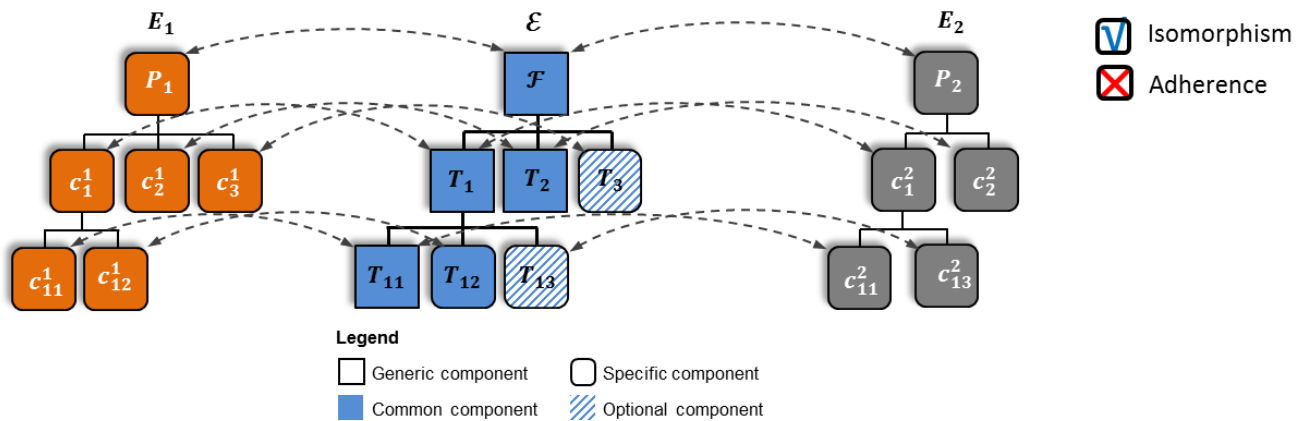 E₁ ℰ E₂
√ Isomorphism
P₁ ℱ P₂
X Adherence
c₁¹ c₂¹ c₃¹ T₁ T₂ T₃ c₁² c₂²
c₁₁¹ c₁₂¹ T₁₁ T₁₂ T₁₃ c₁₁² c₁₃²
Legend
Generic component Specific component
Common component Optional component